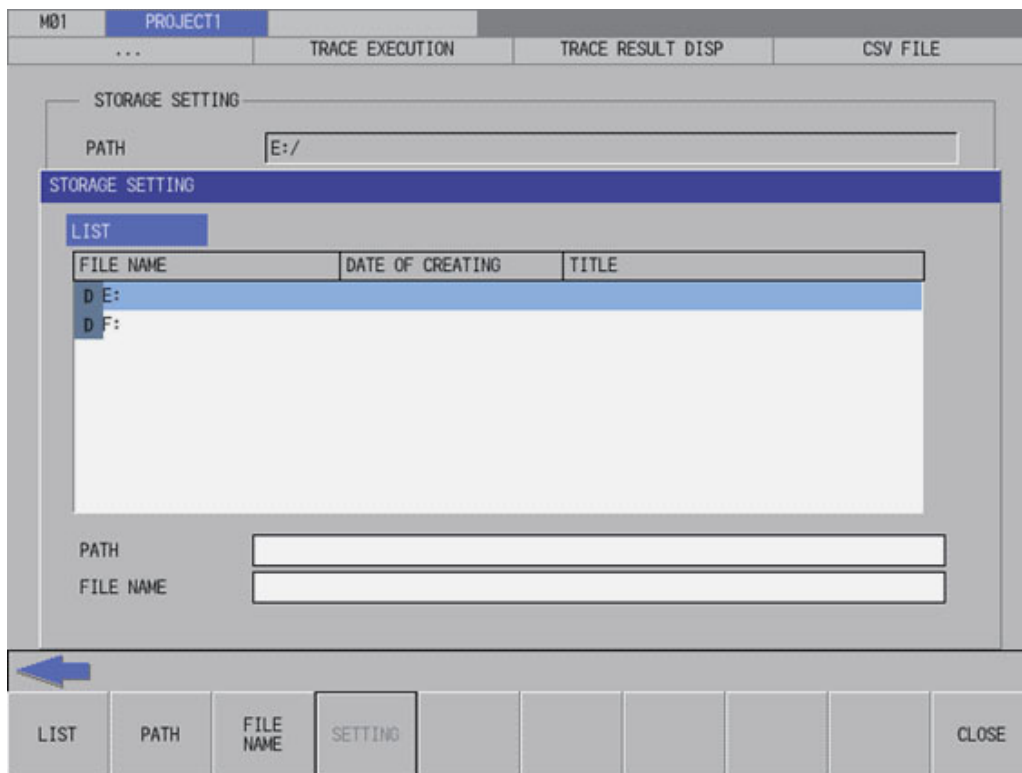 M01 PROJECT1
... TRACE EXECUTION TRACE RESULT DISP CSV FILE
STORAGE SETTING
PATH E:/
STORAGE SETTING
LIST
FILE NAME DATE OF CREATING TITLE
D E:
D F:
PATH
FILE NAME
LIST PATH FILE NAME SETTING CLOSE